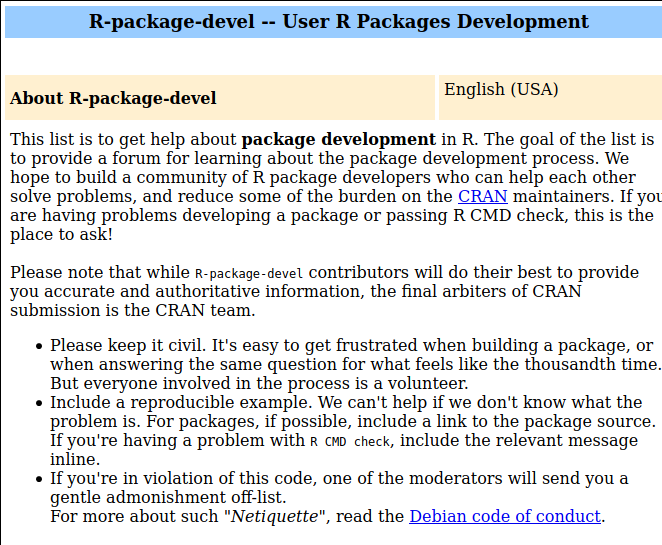 R-package-devel -- User R Packages Development
About R-package-devel
English (USA)
This list is to get help about package development in R. The goal of the list is
to provide a forum for learning about the package development process. We
hope to build a community of R package developers who can help each other
solve problems, and reduce some of the burden on the CRAN maintainers. If you
are having problems developing a package or passing R CMD check, this is the
place to ask!
Please note that while R-package-devel contributors will do their best to provide
you accurate and authoritative information, the final arbiters of CRAN
submission is the CRAN team.
• Please keep it civil. It's easy to get frustrated when building a package, or
when answering the same question for what feels like the thousandth time.
But everyone involved in the process is a volunteer.
• Include a reproducible example. We can't help if we don't know what the
problem is. For packages, if possible, include a link to the package source.
If you're having a problem with R CMD check, include the relevant message
inline.
• If you're in violation of this code, one of the moderators will send you a
gentle admonishment off-list.
For more about such "Netiquette", read the Debian code of conduct.